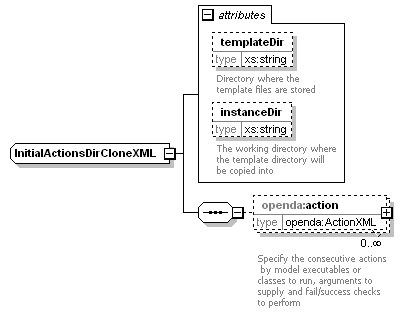 attributes
templateDir
type xs:string
Directory where the
template files are stored
instanceDir
type xs:string
The working directory where
the template directory will
be copied into
InitialActionsDirCloneXML
openda:action
type openda:ActionXML
0..∞
Specify the consecutive actions
by model executables or
classes to run, arguments to
supply and fail/success checks
to perform